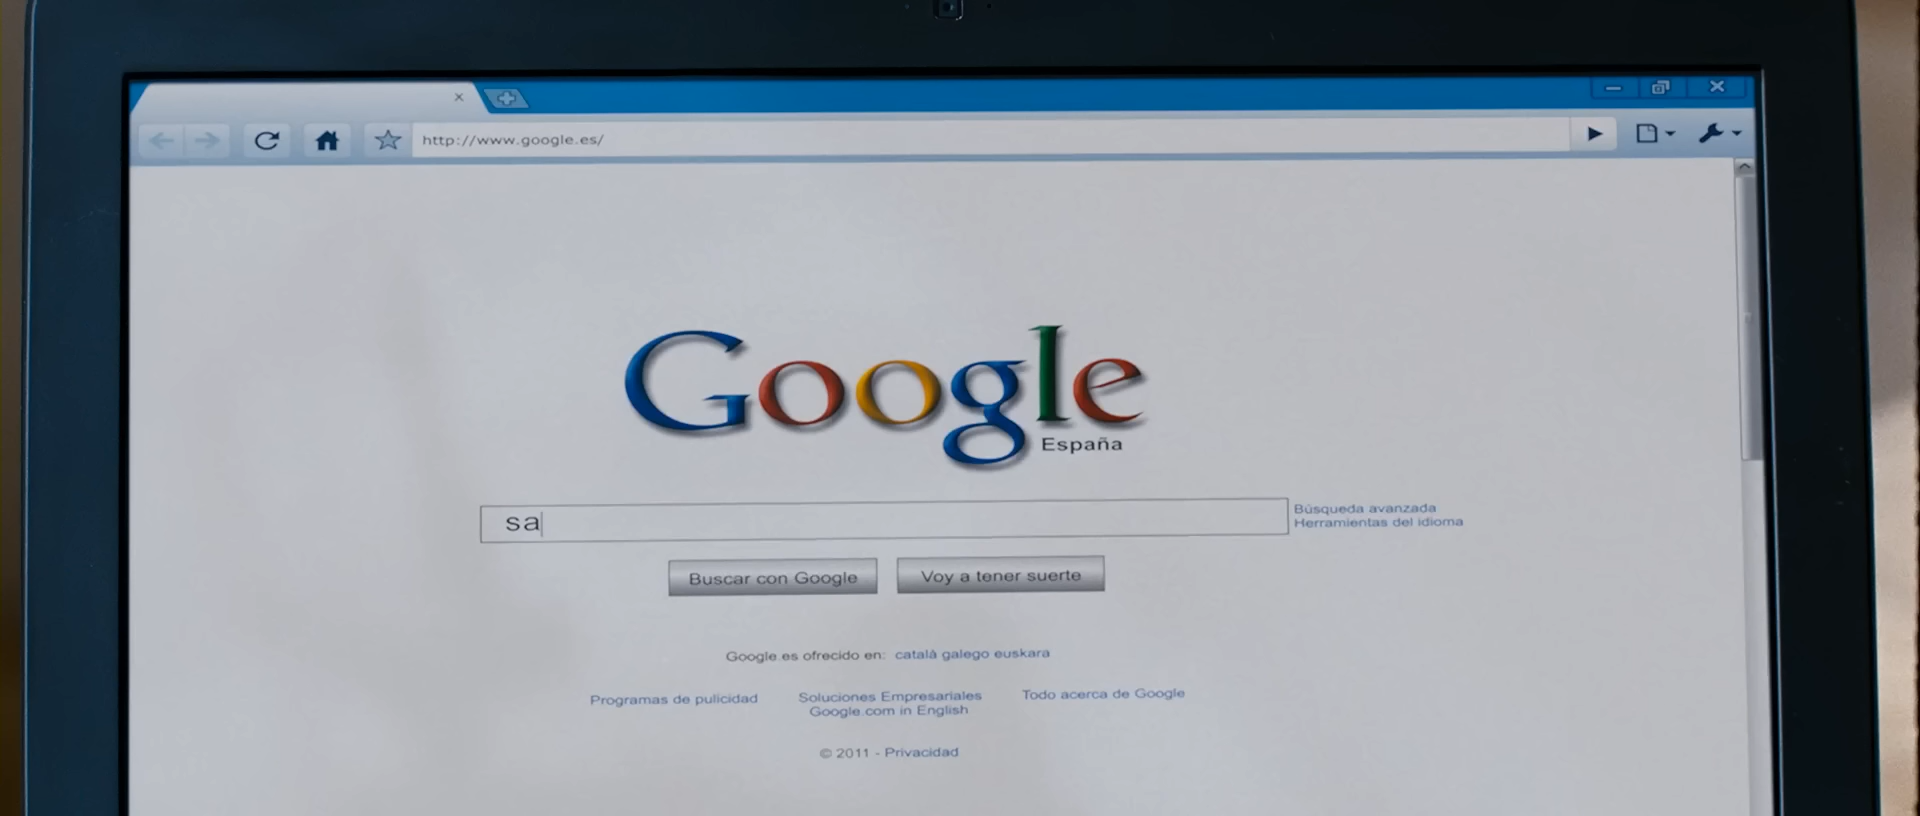 http://www.google.es/
Google
España
sa
Búsqueda avanzada
Herramientas del idioma
Buscar con Google
Voy a tener suerte
Google.es ofrecido en: català galego euskara
Programas de pulicidad
Soluciones Empresariales
Todo acerca de Google
Google.com in English
© 2011 - Privacidad